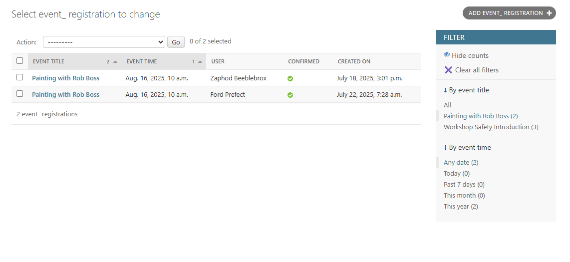 Select event_ registration to change
ADD EVENT_ REGISTRATION +
Action: --------- Go 0 of 2 selected
EVENT TITLE 2 EVENT TIME 1 USER CONFIRMED CREATED ON
Painting with Rob Boss Aug. 16, 2025, 10 a.m. Zaphod Beeblebrox July 18, 2025, 3:01 p.m.
Painting with Rob Boss Aug. 16, 2025, 10 a.m. Ford Prefect July 22, 2025, 7:28 a.m.
2 event_ registrations
FILTER
Hide counts
Clear all filters
↓ By event title
All
Painting with Rob Boss (2)
Workshop Safety Introduction (3)
↓ By event time
Any date (2)
Today (0)
Past 7 days (0)
This month (0)
This year (2)